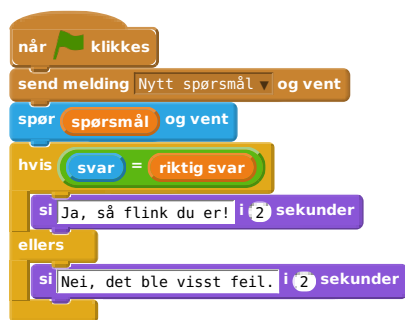 når klikkes
send melding Nytt spørsmål og vent
spør spørsmål og vent
hvis svar = riktig svar
si Ja, så flink du er! i 2 sekunder
ellers
si Nei, det ble visst feil. i 2 sekunder